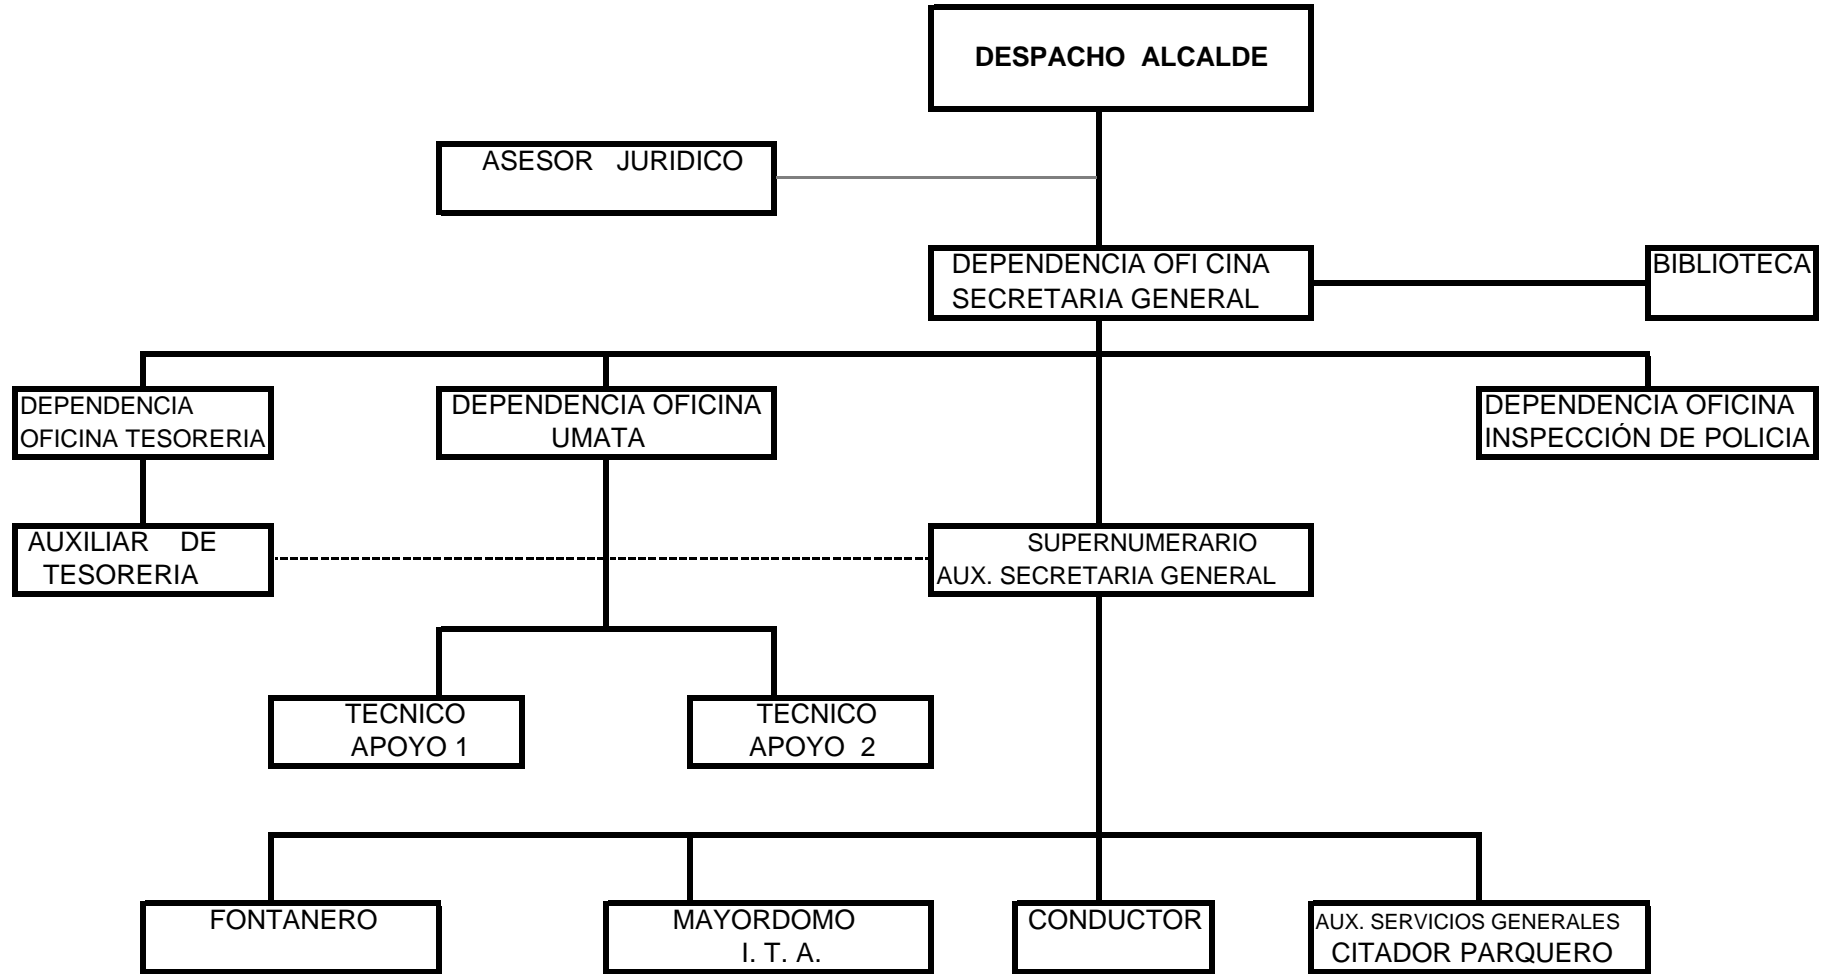 DESPACHO ALCALDE
ASESOR JURIDICO
DEPENDENCIA OFI CINA
SECRETARIA GENERAL
BIBLIOTECA
DEPENDENCIA
OFICINA TESORERIA
DEPENDENCIA OFICINA
UMATA
DEPENDENCIA OFICINA
INSPECCIÓN DE POLICIA
AUXILIAR DE
TESORERIA
SUPERNUMERARIO
AUX. SECRETARIA GENERAL
TECNICO
APOYO 1
TECNICO
APOYO 2
FONTANERO
MAYORDOMO
I. T. A.
CONDUCTOR
AUX. SERVICIOS GENERALES
CITADOR PARQUERO